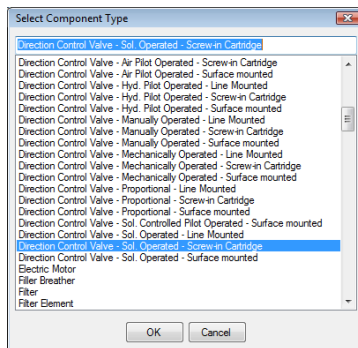 Select Component Type
Direction Control Valve - Sol. Operated - Screw-in Cartridge
Direction Control Valve - Air Pilot Operated - Screw-in Cartridge
Direction Control Valve - Air Pilot Operated - Surface mounted
Direction Control Valve - Hyd. Pilot Operated - Line Mounted
Direction Control Valve - Hyd. Pilot Operated - Screw-in Cartridge
Direction Control Valve - Hyd. Pilot Operated - Surface mounted
Direction Control Valve - Manually Operated - Line Mounted
Direction Control Valve - Manually Operated - Screw-in Cartridge
Direction Control Valve - Manually Operated - Surface mounted
Direction Control Valve - Mechanically Operated - Line Mounted
Direction Control Valve - Mechanically Operated - Screw-in Cartridge
Direction Control Valve - Mechanically Operated - Surface mounted
Direction Control Valve - Proportional - Line Mounted
Direction Control Valve - Proportional - Screw-in Cartridge
Direction Control Valve - Proportional - Surface mounted
Direction Control Valve - Sol. Controlled Pilot Operated - Surface mounted
Direction Control Valve - Sol. Operated - Line Mounted
Direction Control Valve - Sol. Operated - Screw-in Cartridge
Direction Control Valve - Sol. Operated - Surface mounted
Electric Motor
Filler Breather
Filter
Filter Element
OK
Cancel